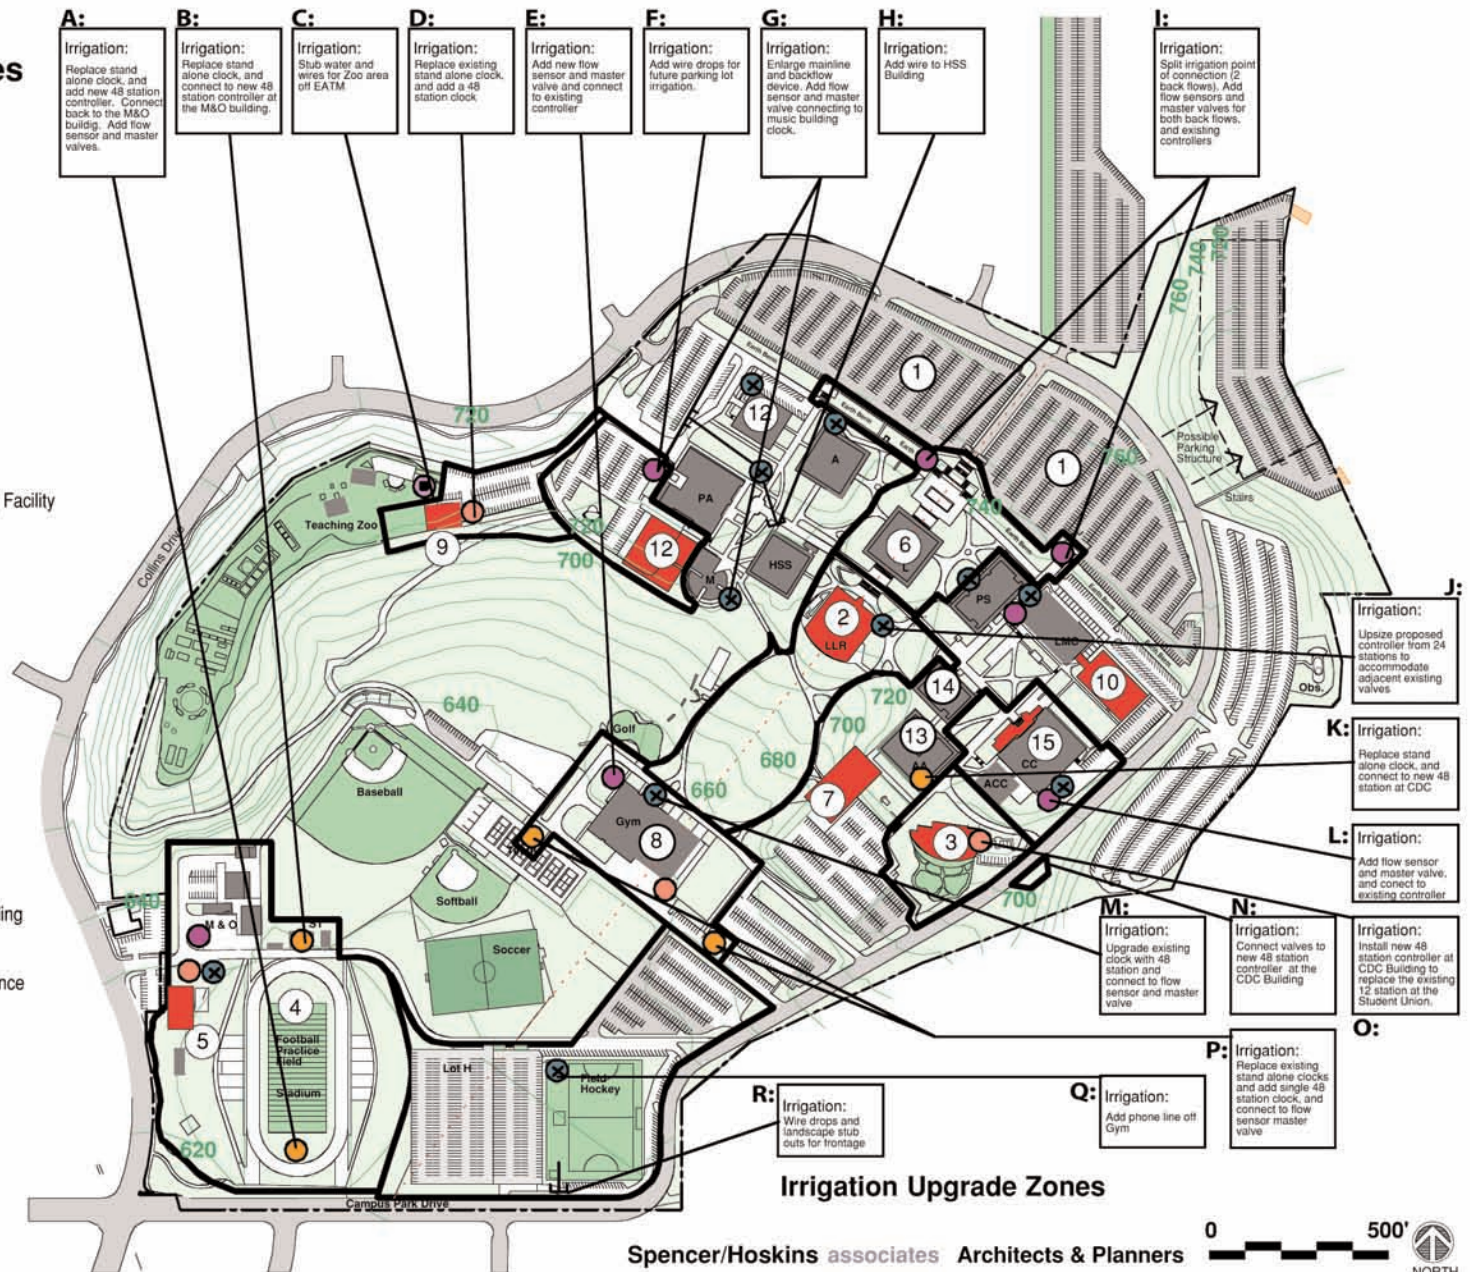 es
Facility
ing
nce
A:
Irrigation:
Replace stand
alone clock, and
add new 48 station
controller. Connect
back to the M&O
buildig. Add flow
sensor and master
valves.
B:
Irrigation:
Replace stand
alone clock, and
connect to new 48
station controller at
the M&O building.
C:
Irrigation:
Stub water and
wires for Zoo area
off EATM
D:
Irrigation:
Replace existing
stand alone clock,
and add a 48
station clock
E:
Irrigation:
Add new flow
sensor and master
valve and connect
to existing
controller
F:
Irrigation:
Add wire drops for
future parking lot
irrigation.
G:
Irrigation:
Enlarge mainline
and backflow
device. Add flow
sensor and master
valve connecting to
music building
clock.
H:
Irrigation:
Add wire to HSS
Building
I:
Irrigation:
Split irrigation point
of connection (2
back flows). Add
flow sensors and
master valves for
both back flows,
and existing
controllers
720
740
760
Earth Berm
1
12
Earth Berm
A
1
760
Possible
Parking
Structure
Stairs
720
PA
740
6
L
Earth Berm
Teaching Zoo
9
Collins Drive
700
12
M
HSS
PS
Earth Berm
LMC
2
LLR
10
Obs.
14
720
700
13
AA
15
CC
ACC
640
Golf
680
660
7
Baseball
Gym
8
3
700
Softball
Soccer
640
M & O
ST
4
5
Football
Practice
Field
Stadium
Lot H
Field
Hockey
620
Campus Park Drive
J:
Irrigation:
Upsize proposed
controller from 24
stations to
accommodate
adjacent existing
valves
K:
Irrigation:
Replace stand
alone clock, and
connect to new 48
station at CDC
L:
Irrigation:
Add flow sensor
and master valve,
and conect to
existing controller
M:
Irrigation:
Upgrade existing
clock with 48
station and
connect to flow
sensor and master
valve
N:
Irrigation:
Connect valves to
new 48 station
controller at the
CDC Building
Irrigation:
Install new 48
station controller at
CDC Building to
replace the existing
12 station at the
Student Union.
O:
P:
Irrigation:
Replace existing
stand alone clocks
and add single 48
station clock, and
connect to flow
sensor master
valve
Q:
Irrigation:
Add phone line off
Gym
R:
Irrigation:
Wire drops and
landscape stub
outs for frontage
Irrigation Upgrade Zones
Spencer/Hoskins associates Architects & Planners
0 500'
NORTH